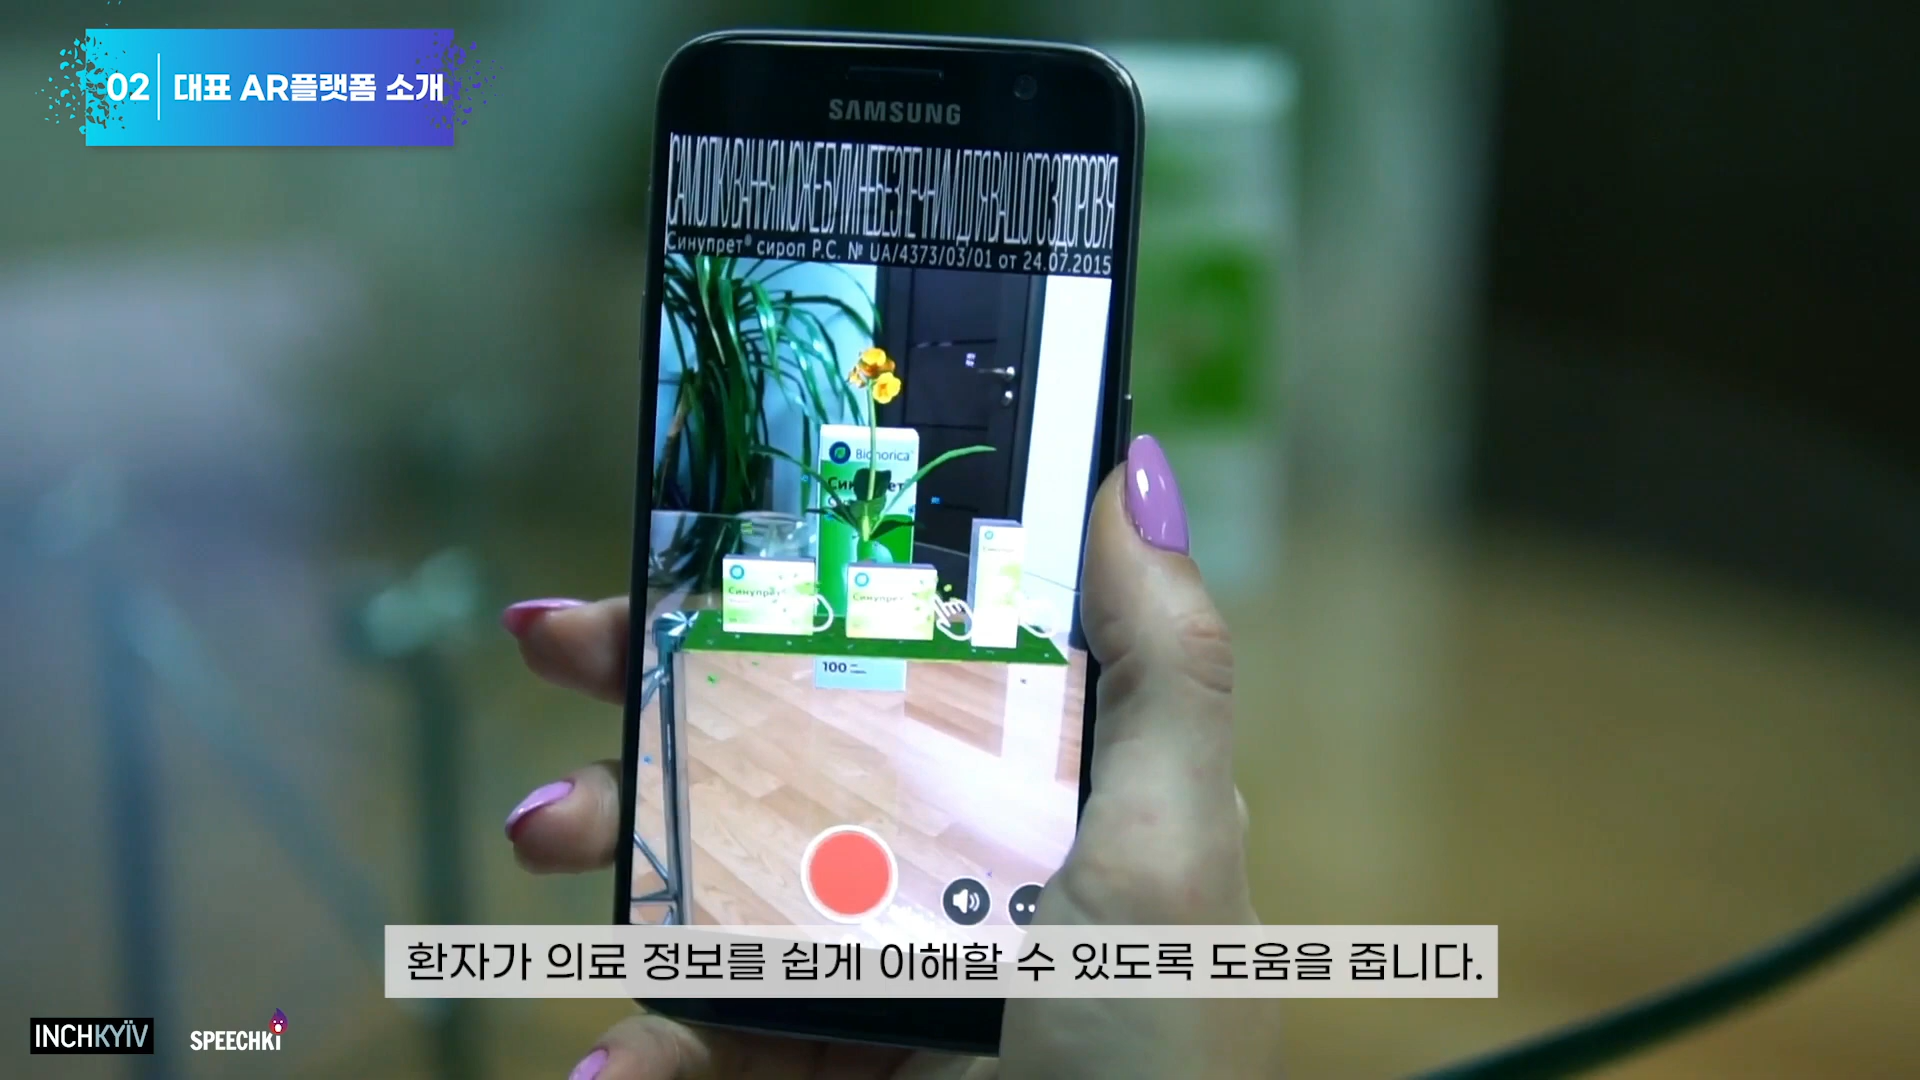 02 대표 AR플랫폼 소개
SAMSUNG
САМОЛІКУВАННЯ МОЖЕ БУТИ НЕБЕЗПЕЧНИМ ДЛЯ ВАШОГО ЗДОРОВ'Я
Синупрет® сироп Р.С. № UA/4373/03/01 от 24.07.2015
Bionorica
Синупрет
Синупрет
100
환자가 의료 정보를 쉽게 이해할 수 있도록 도움을 줍니다.
INCHKYÏV
SPEECHKI